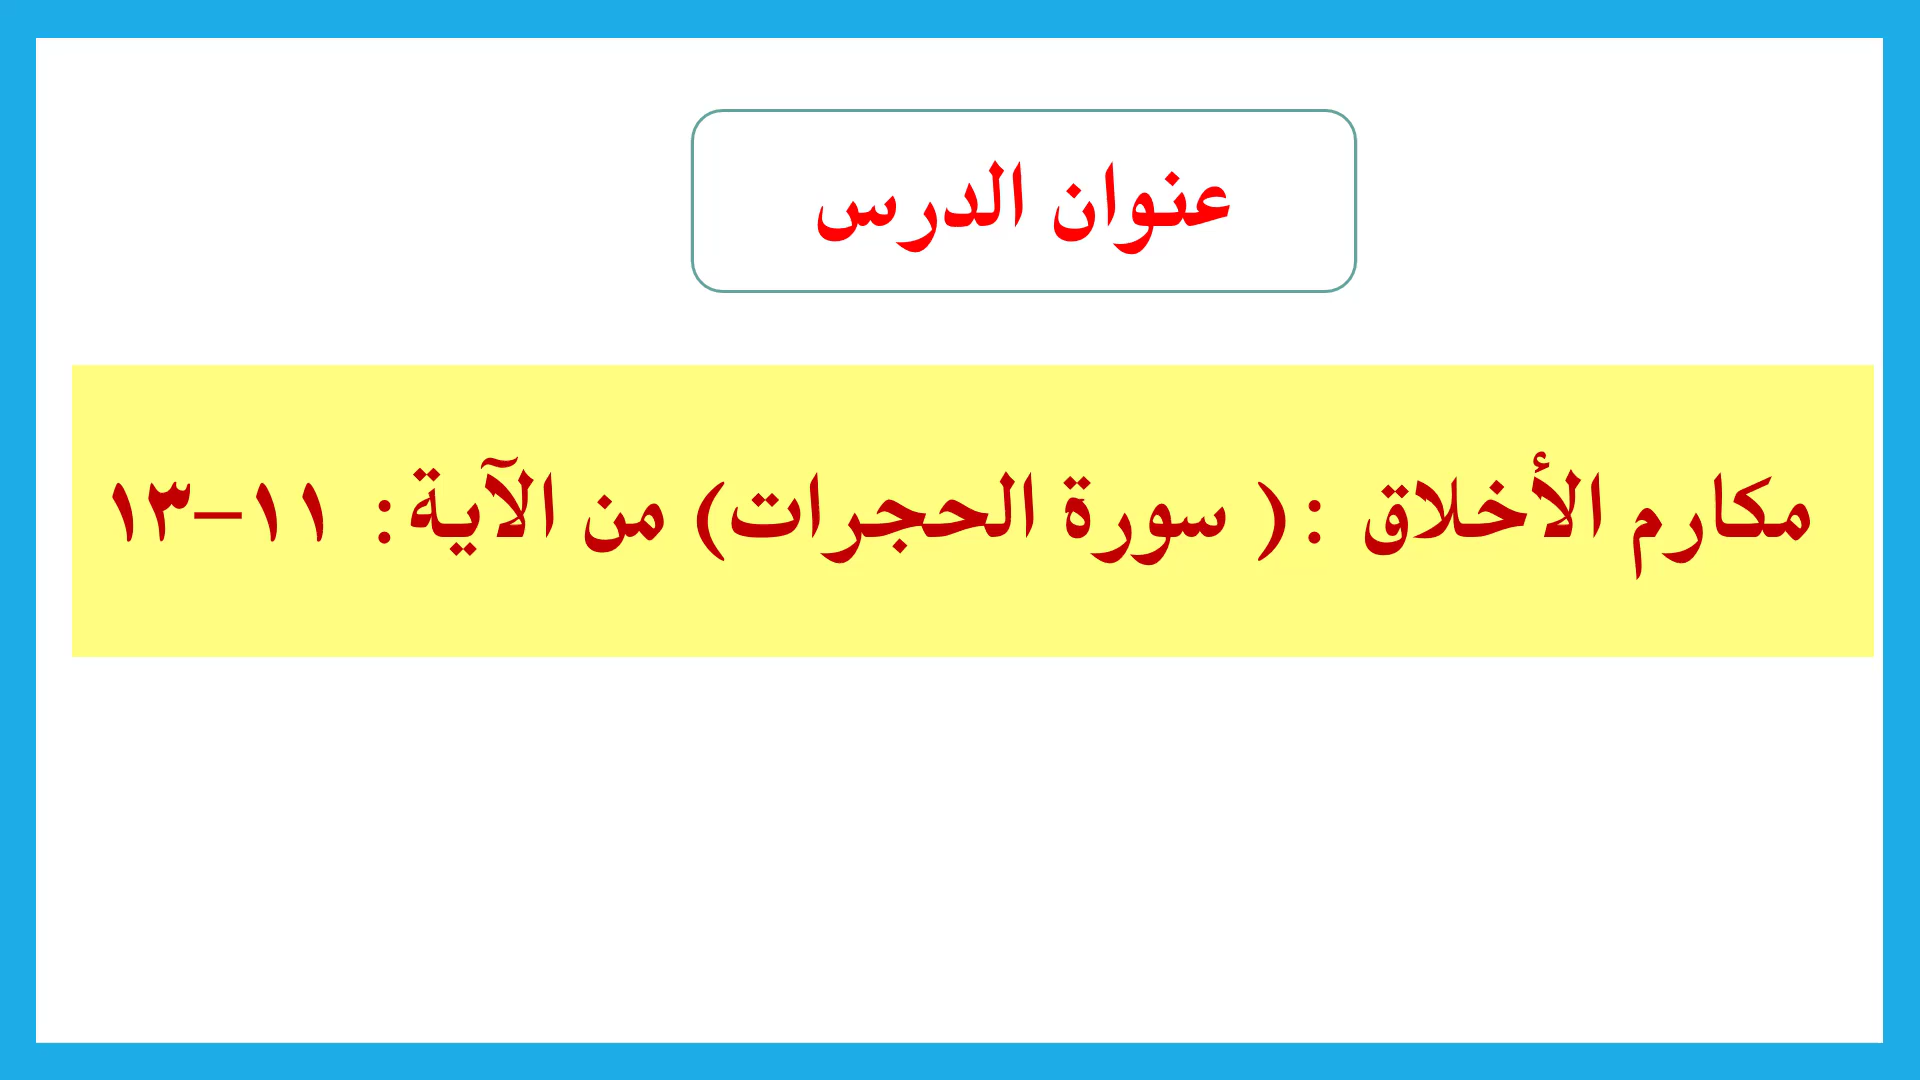 عنوان الدرس
مكارم الأخلاق :( سورة الحجرات) من الآية: ١١–١٣